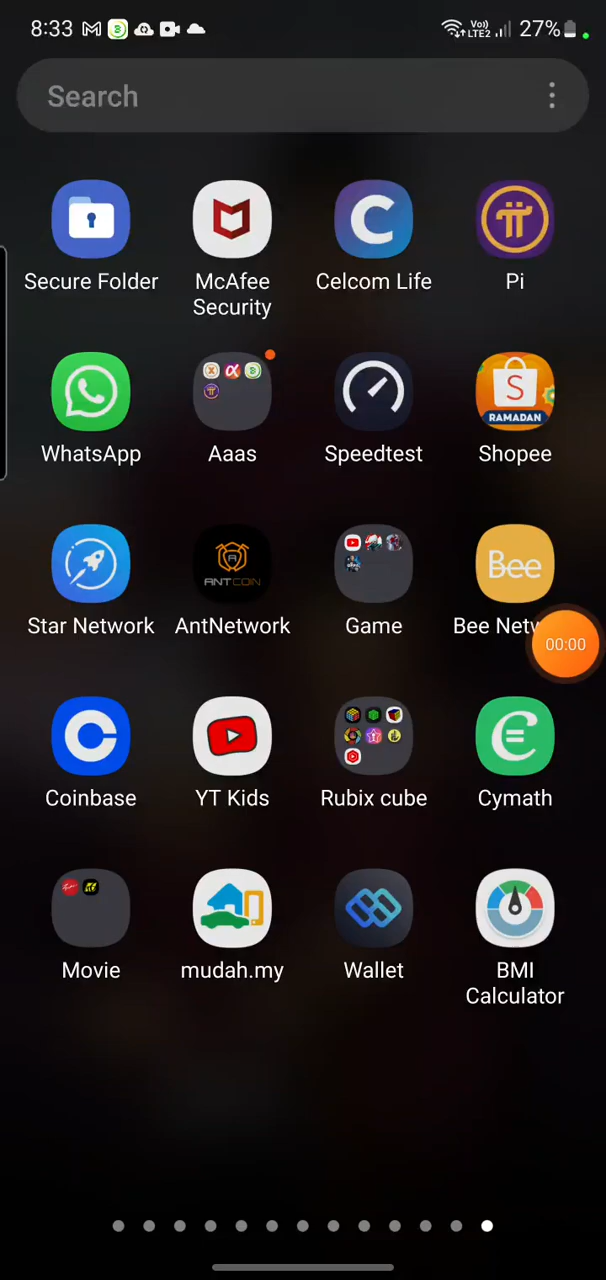 8:33
Vo))
LTE2
27%
Search
Secure Folder
McAfee
Security
Celcom Life
Pi
WhatsApp
Aaas
Speedtest
S
RAMADAN
Shopee
Star Network
ANTCOIN
AntNetwork
Game
Bee
Bee Netw
00:00
Coinbase
YT Kids
Rubix cube
Cymath
Movie
mudah.my
Wallet
BMI
Calculator